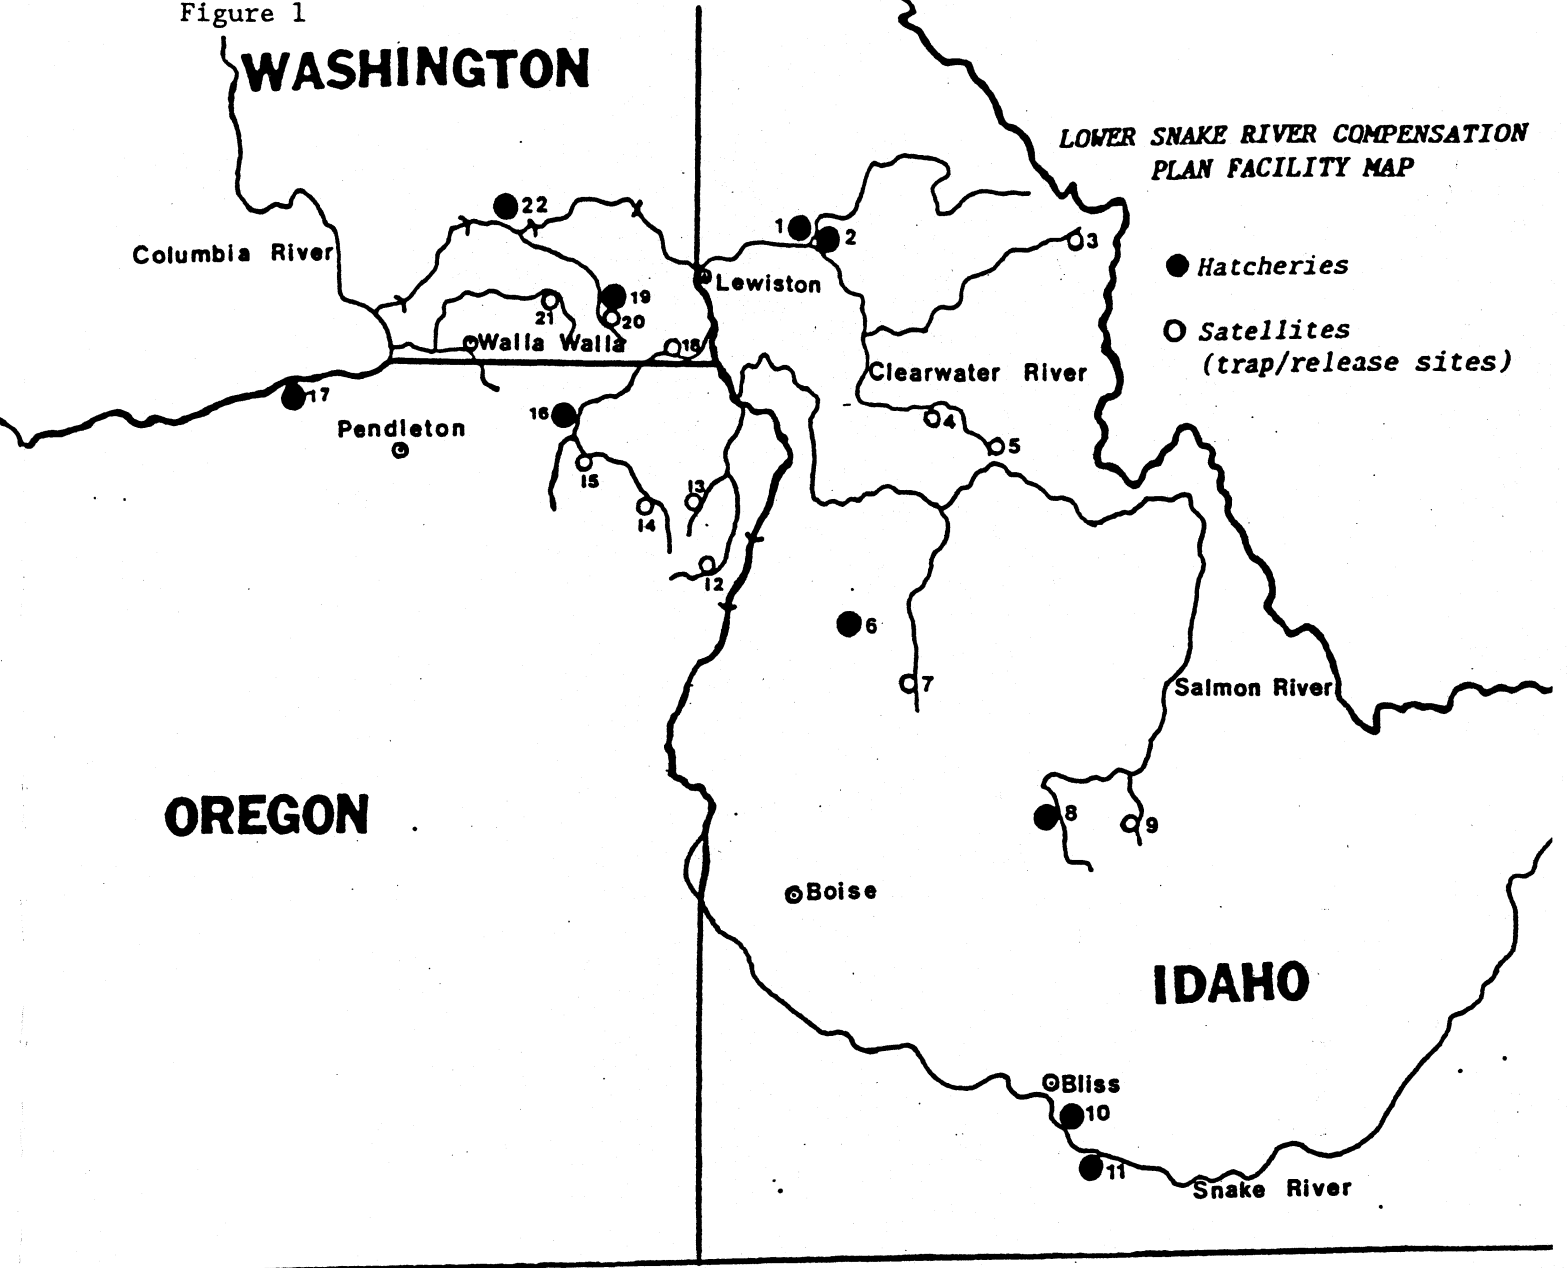 Figure 1
WASHINGTON
LOWER SNAKE RIVER COMPENSATION
PLAN FACILITY MAP
22
1
2
3
Columbia River
Hatcheries
Lewiston
19
21
20
Satellites
(trap/release sites)
Walla Walla
18
Clearwater River
17
16
4
Pendleton
5
15
13
14
12
6
7
Salmon River
OREGON
8
9
Boise
IDAHO
Bliss
10
11
Snake River